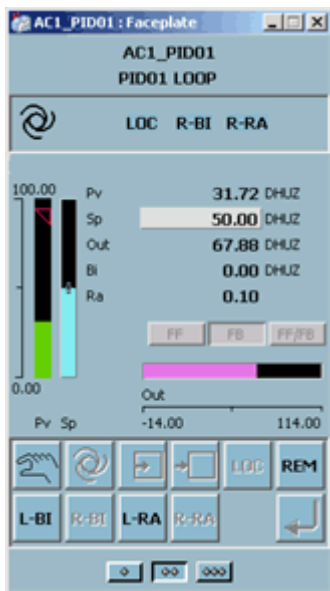 AC1_PID01 : Faceplate
AC1_PID01
PID01 LOOP
LOC R-BI R-RA
100.00
Pv 31.72 DHUZ
Sp 50.00 DHUZ
Out 67.88 DHUZ
Bi 0.00 DHUZ
Ra 0.10
FF FB FF/FB
0.00
Out
Pv Sp -14.00 114.00
LOC REM
L-BI R-BI L-RA R-RA